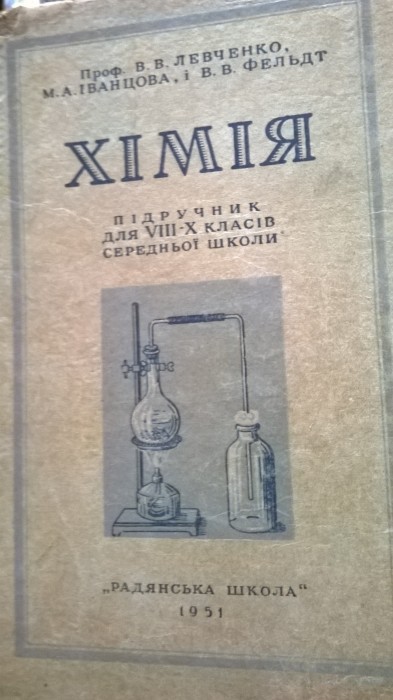 Проф. В. В. ЛЕВЧЕНКО,
М. А. ІВАНЦОВА, і В. В. ФЕЛЬДТ
ХІМІЯ
ПІДРУЧНИК
ДЛЯ VIII-X КЛАСІВ
СЕРЕДНЬОЇ ШКОЛИ
„РАДЯНСЬКА ШКОЛА“
1951